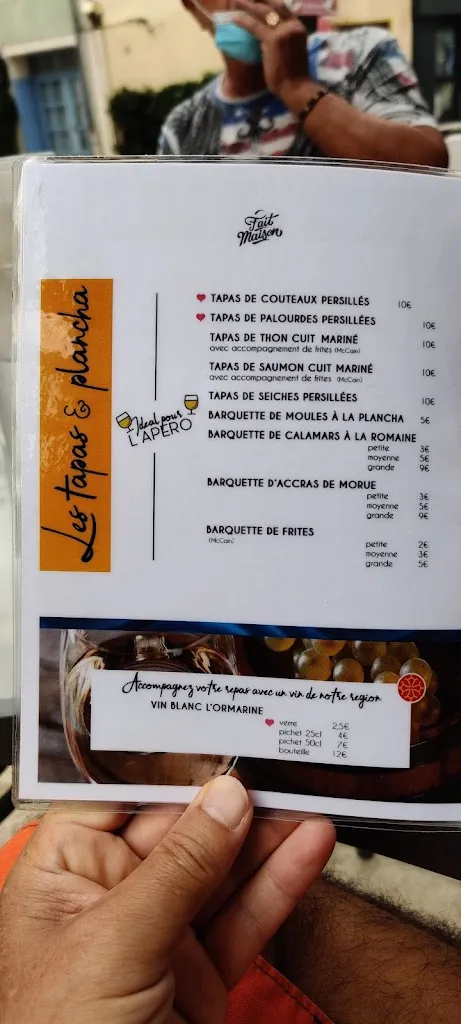 Fait
Maison
Les tapas & plancha
Idéal pour
L'APÉRO
TAPAS DE COUTEAUX PERSILLÉS 10€
TAPAS DE PALOURDES PERSILLÉES 10€
TAPAS DE THON CUIT MARINÉ 10€
avec accompagnement de frites (McCain)
TAPAS DE SAUMON CUIT MARINÉ 10€
avec accompagnement de frites (McCain)
TAPAS DE SEICHES PERSILLÉES 10€
BARQUETTE DE MOULES À LA PLANCHA 5€
BARQUETTE DE CALAMARS À LA ROMAINE
petite 3€
moyenne 5€
grande 9€
BARQUETTE D'ACCRAS DE MORUE
petite 3€
moyenne 5€
grande 9€
BARQUETTE DE FRITES
(McCain)
petite 2€
moyenne 3€
grande 5€
Accompagnez votre repas avec un vin de notre region
VIN BLANC L'ORMARINE
verre 2,5€
pichet 25cl 4€
pichet 50cl 7€
bouteille 12€